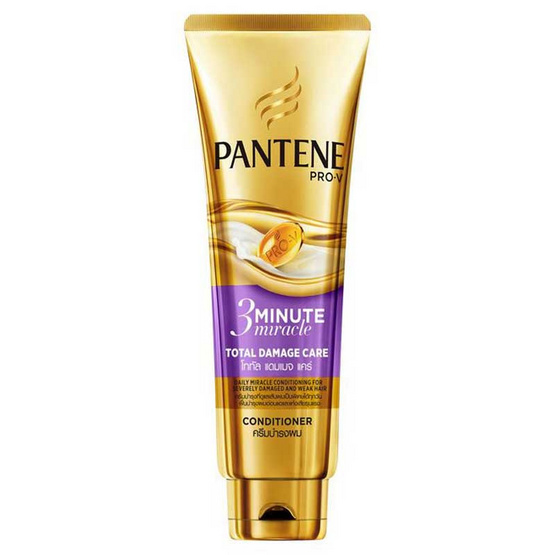 PANTENE
PRO-V
PRO-V
3 MINUTE
miracle
TOTAL DAMAGE CARE
โททัล แดมเมจ แคร์
DAILY MIRACLE CONDITIONING FOR
SEVERELY DAMAGED AND WEAK HAIR
CONDITIONER
ครีมนวดผม